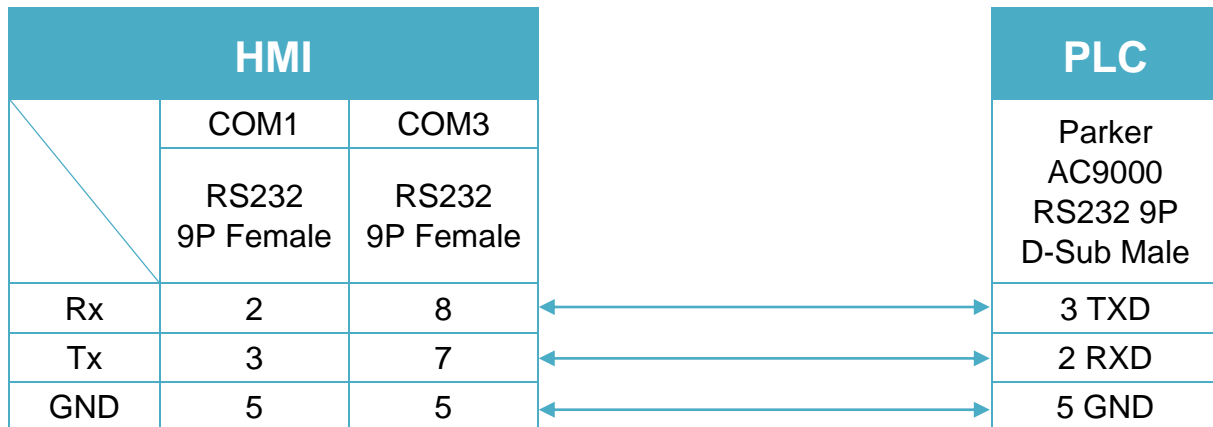 HMI
PLC
COM1 COM3
RS232
9P Female
RS232
9P Female
Parker
AC9000
RS232 9P
D-Sub Male
Rx 2 8 3 TXD
Tx 3 7 2 RXD
GND 5 5 5 GND